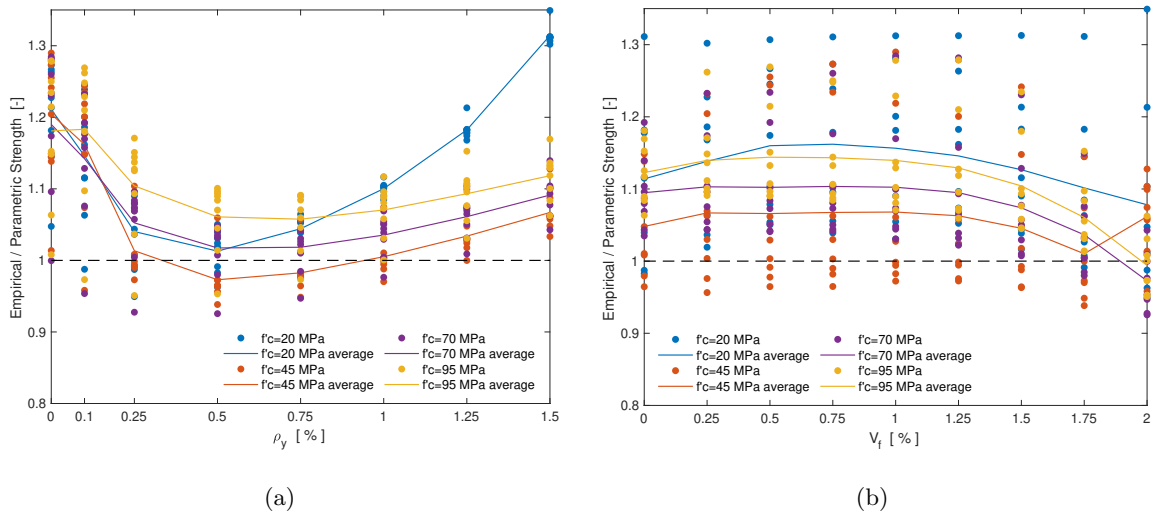 Empirical / Parametric Strength [-]
1.3
1.2
1.1
1
0.9
0.8
f'c=20 MPa
f'c=20 MPa average
f'c=45 MPa
f'c=45 MPa average
f'c=70 MPa
f'c=70 MPa average
f'c=95 MPa
f'c=95 MPa average
0 0.1 0.25 0.5 0.75 1 1.25 1.5
ρ_y [ % ]
(a)
Empirical / Parametric Strength [-]
1.3
1.2
1.1
1
0.9
0.8
f'c=20 MPa
f'c=20 MPa average
f'c=45 MPa
f'c=45 MPa average
f'c=70 MPa
f'c=70 MPa average
f'c=95 MPa
f'c=95 MPa average
0 0.25 0.5 0.75 1 1.25 1.5 1.75 2
V_f [ % ]
(b)